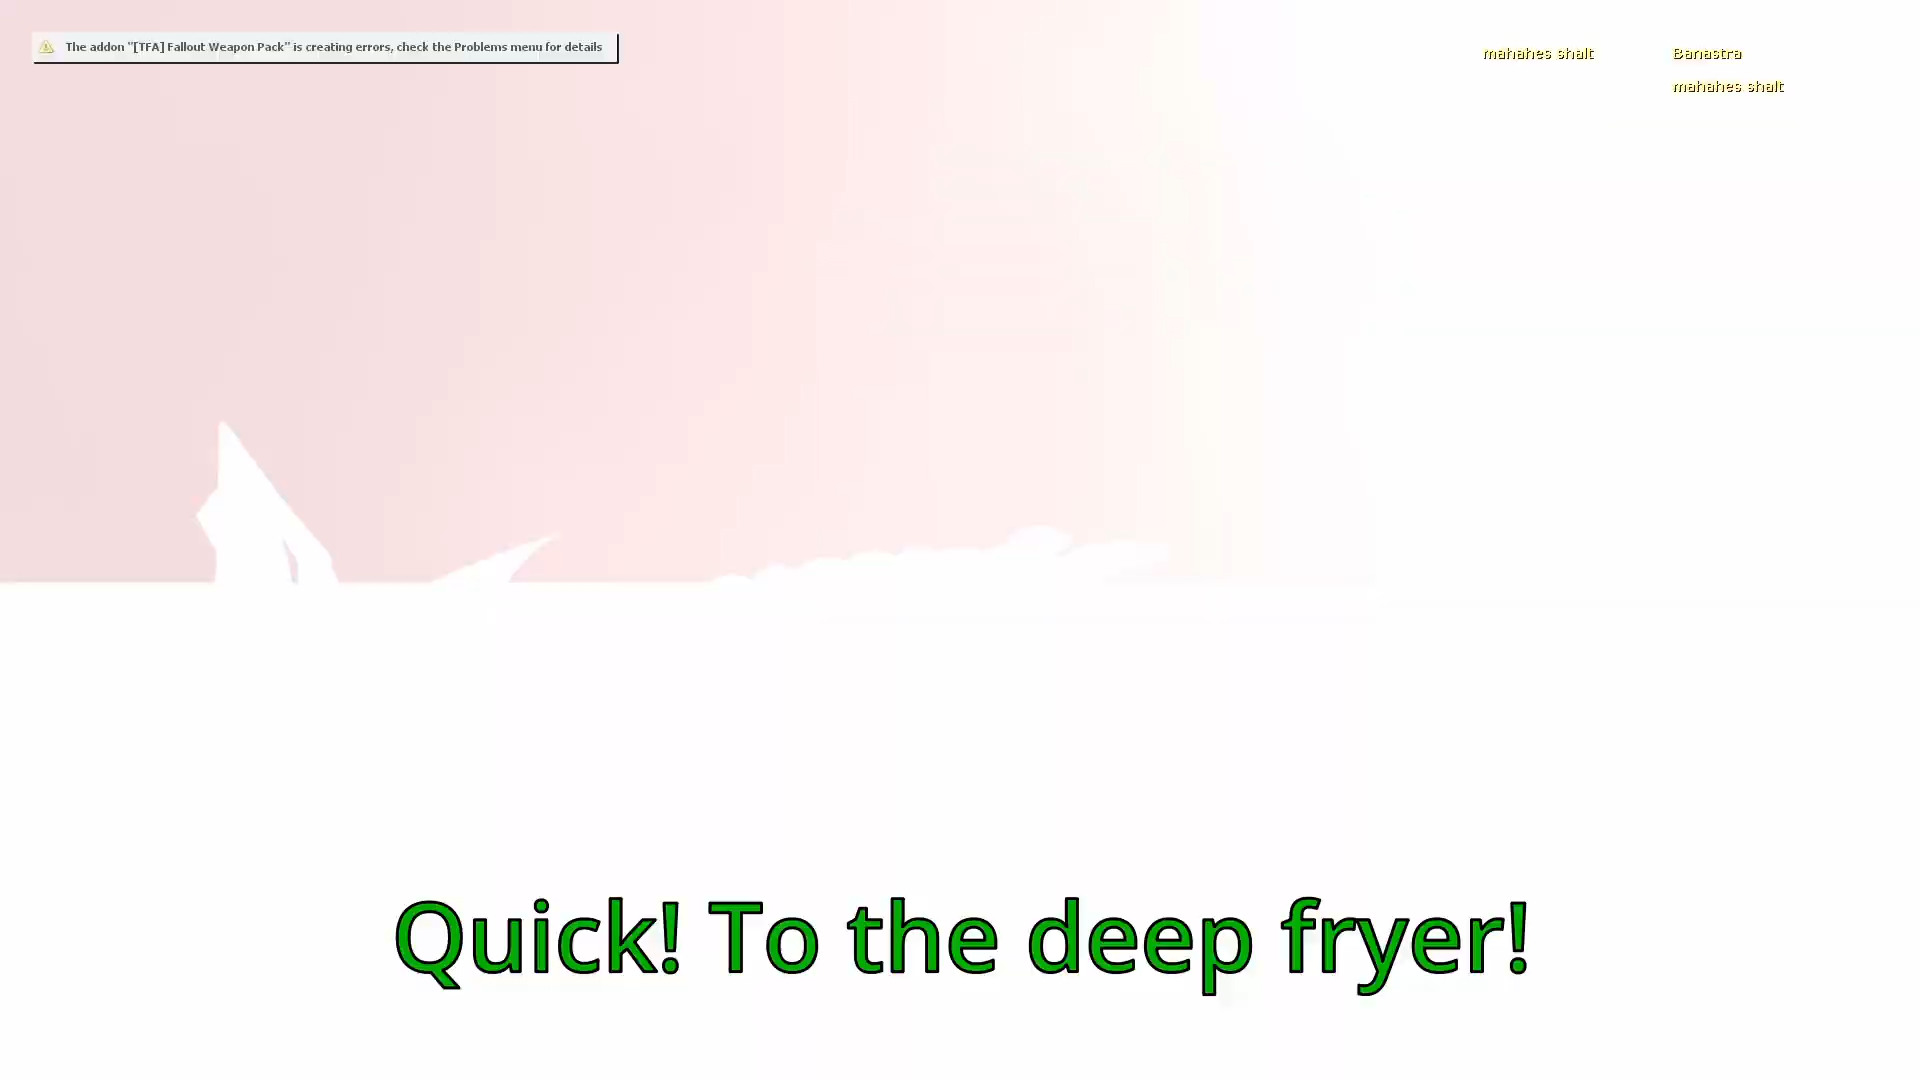 The addon "[TFA] Fallout Weapon Pack" is creating errors, check the Problems menu for details
mahahes shalt Banastra
mahahes shalt
Quick! To the deep fryer!